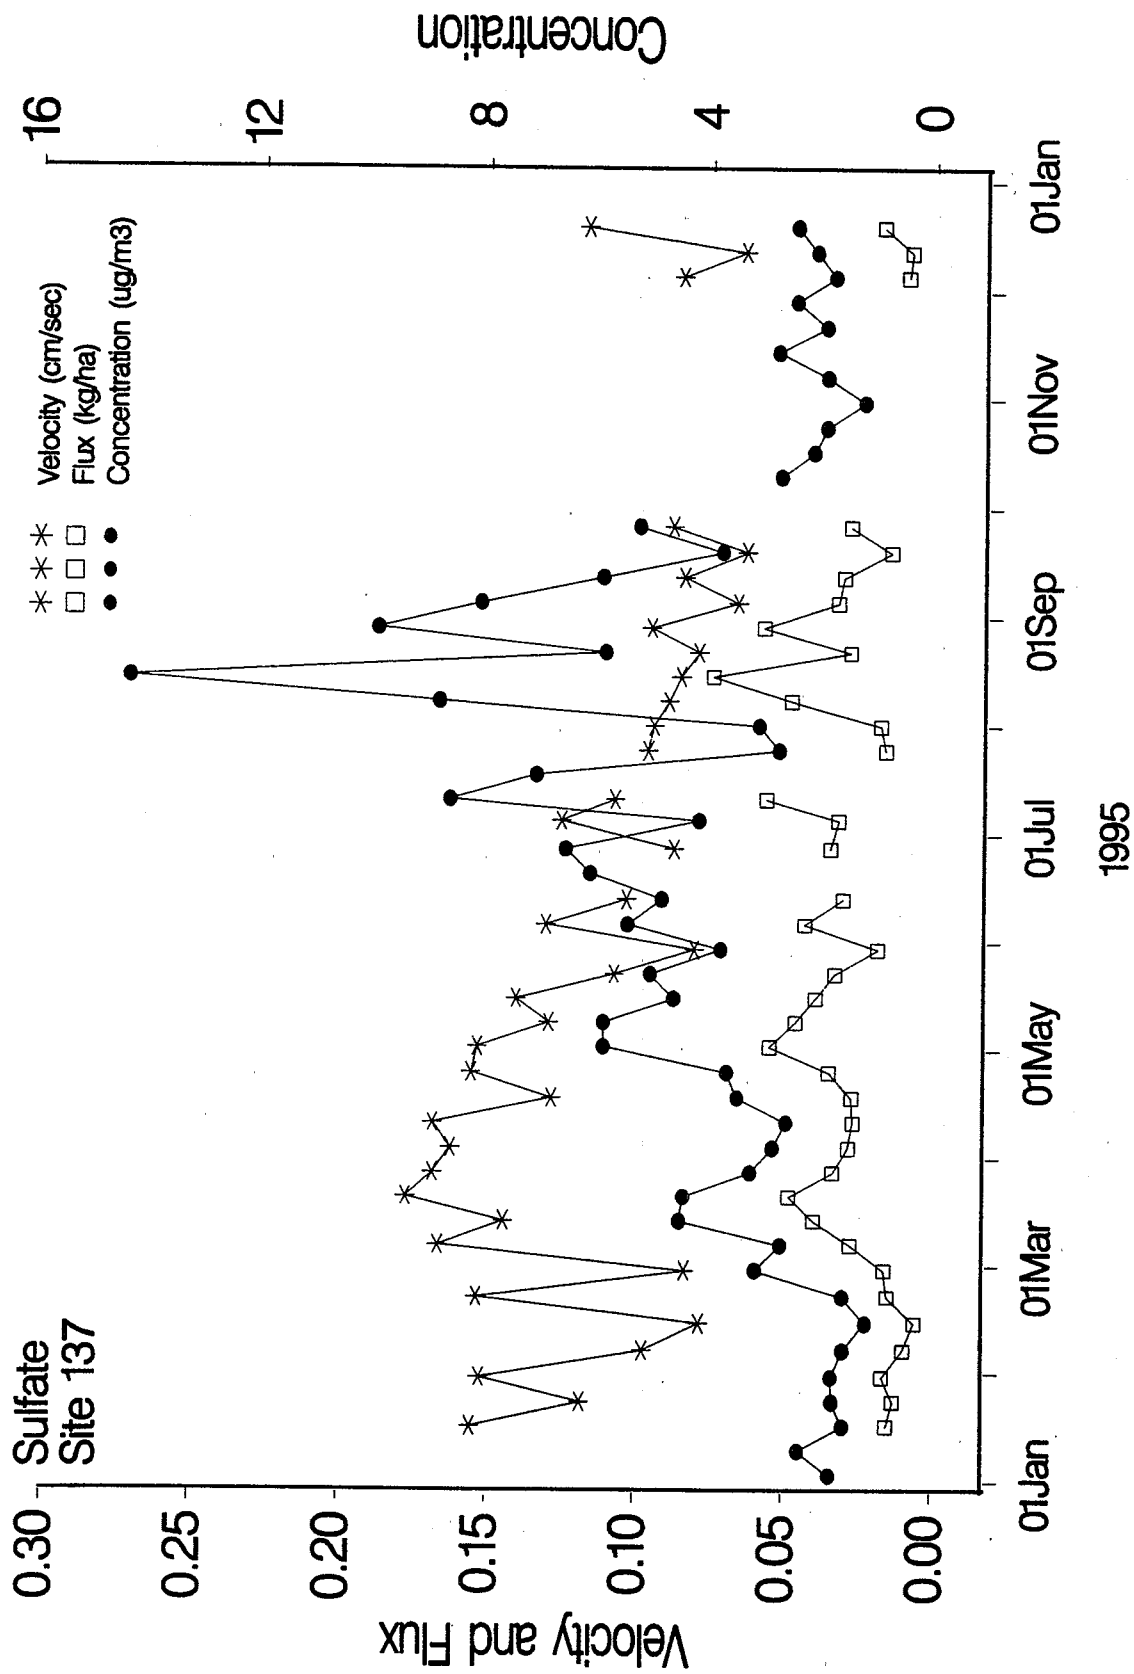 Sulfate
Site 137
Velocity (cm/sec)
Flux (kg/ha)
Concentration (ug/m3)
Velocity and Flux
0.30
0.25
0.20
0.15
0.10
0.05
0.00
Concentration
16
12
8
4
0
01Jan
01Mar
01May
01Jul
01Sep
01Nov
01Jan
1995